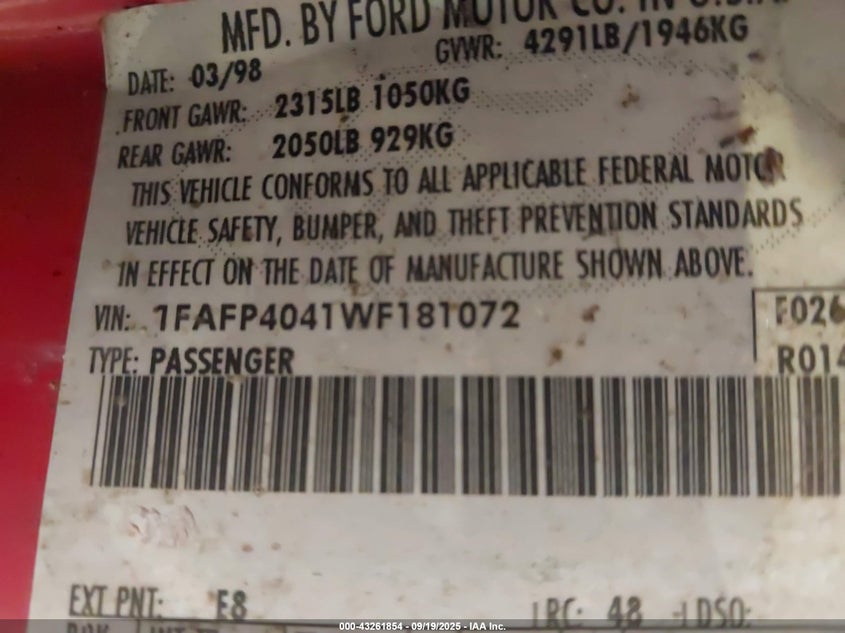 MFD. BY FORD MOTOR CO. IN U.S.A.
DATE: 03/98 GVWR: 4291LB/1946KG
FRONT GAWR: 2315LB 1050KG
REAR GAWR: 2050LB 929KG
THIS VEHICLE CONFORMS TO ALL APPLICABLE FEDERAL MOTOR
VEHICLE SAFETY, BUMPER, AND THEFT PREVENTION STANDARDS
IN EFFECT ON THE DATE OF MANUFACTURE SHOWN ABOVE.
VIN: 1FAFP4041WF181072 F026
TYPE: PASSENGER R014
EXT PNT: E8 RC: 48 DSO:
000-43261854 - 09/19/2025 - IAA Inc.